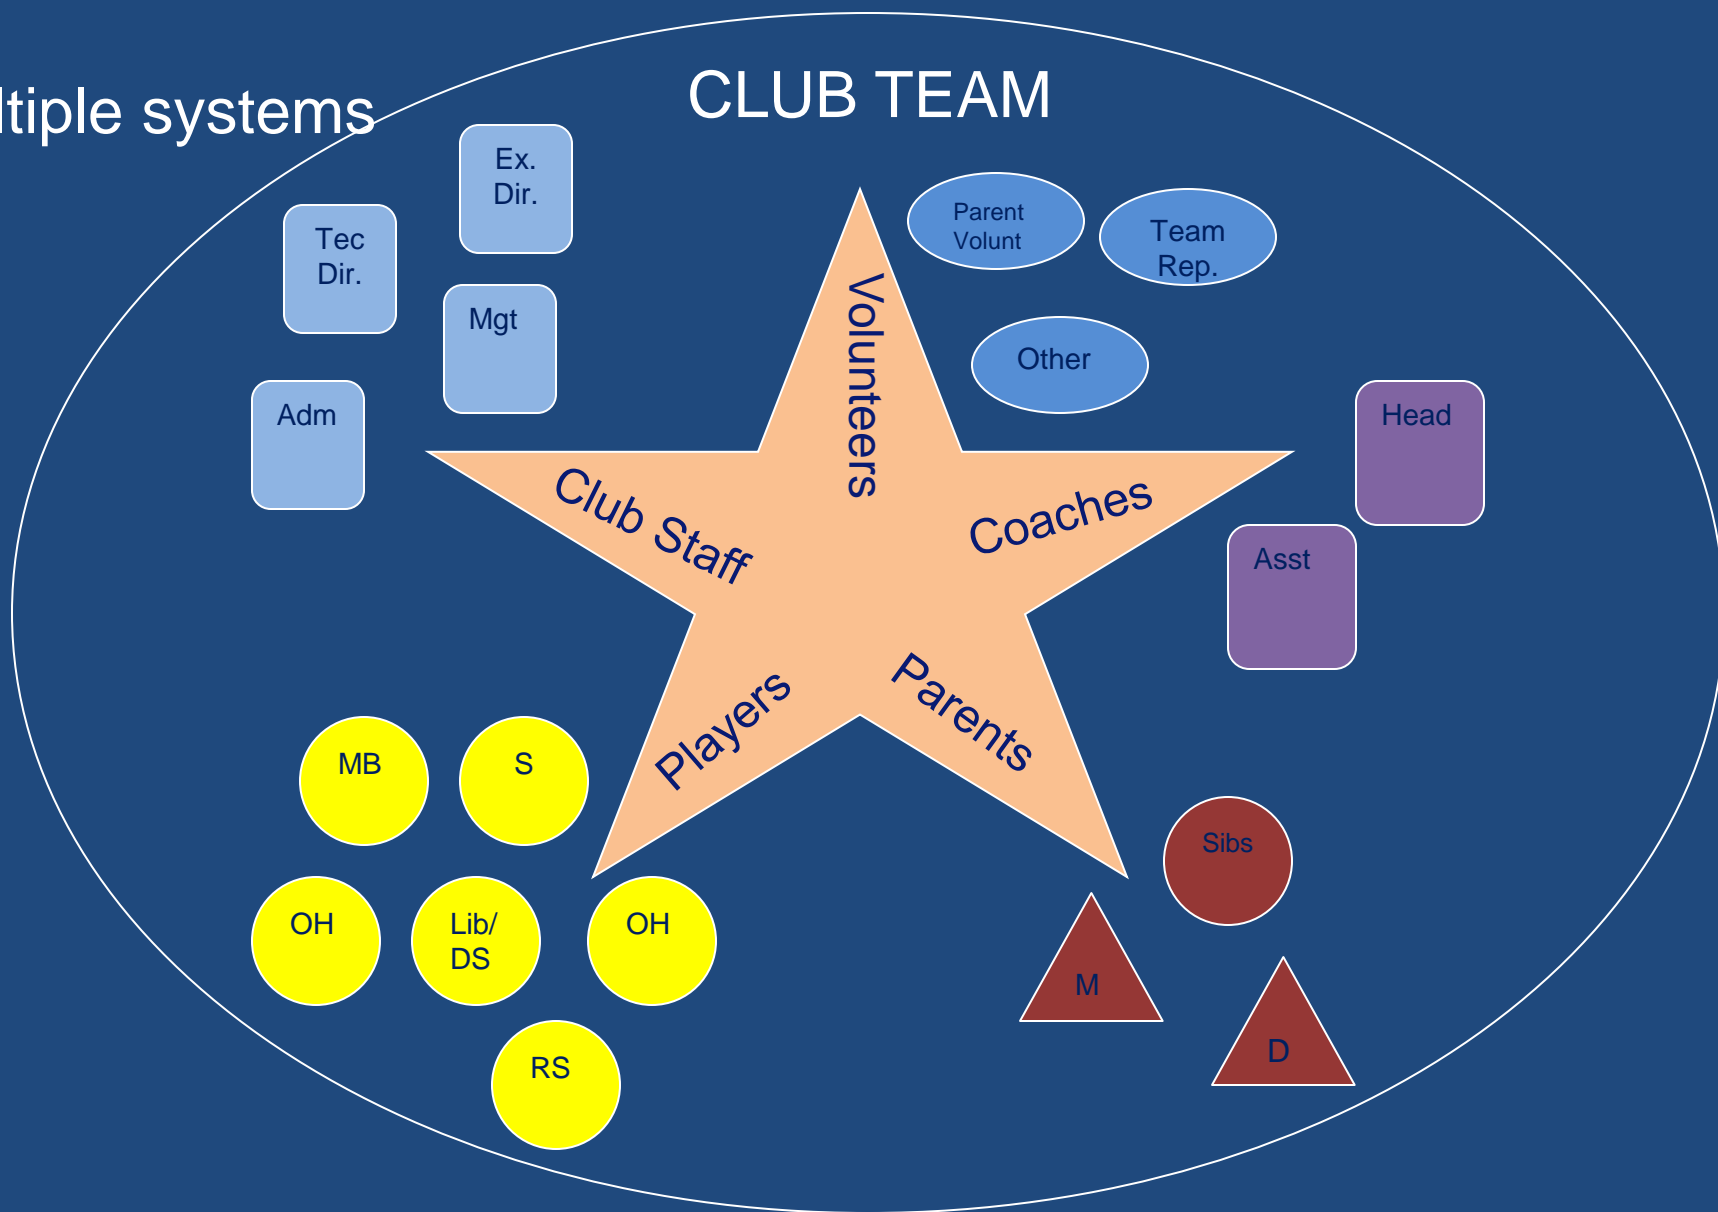 ltiple systems
CLUB TEAM
Ex.
Dir.
Tec
Dir.
Mgt
Adm
Parent
Volunt
Team
Rep.
Other
Head
Asst
Volunteers
Club Staff
Coaches
Players
Parents
MB
S
OH
Lib/
DS
OH
RS
Sibs
M
D